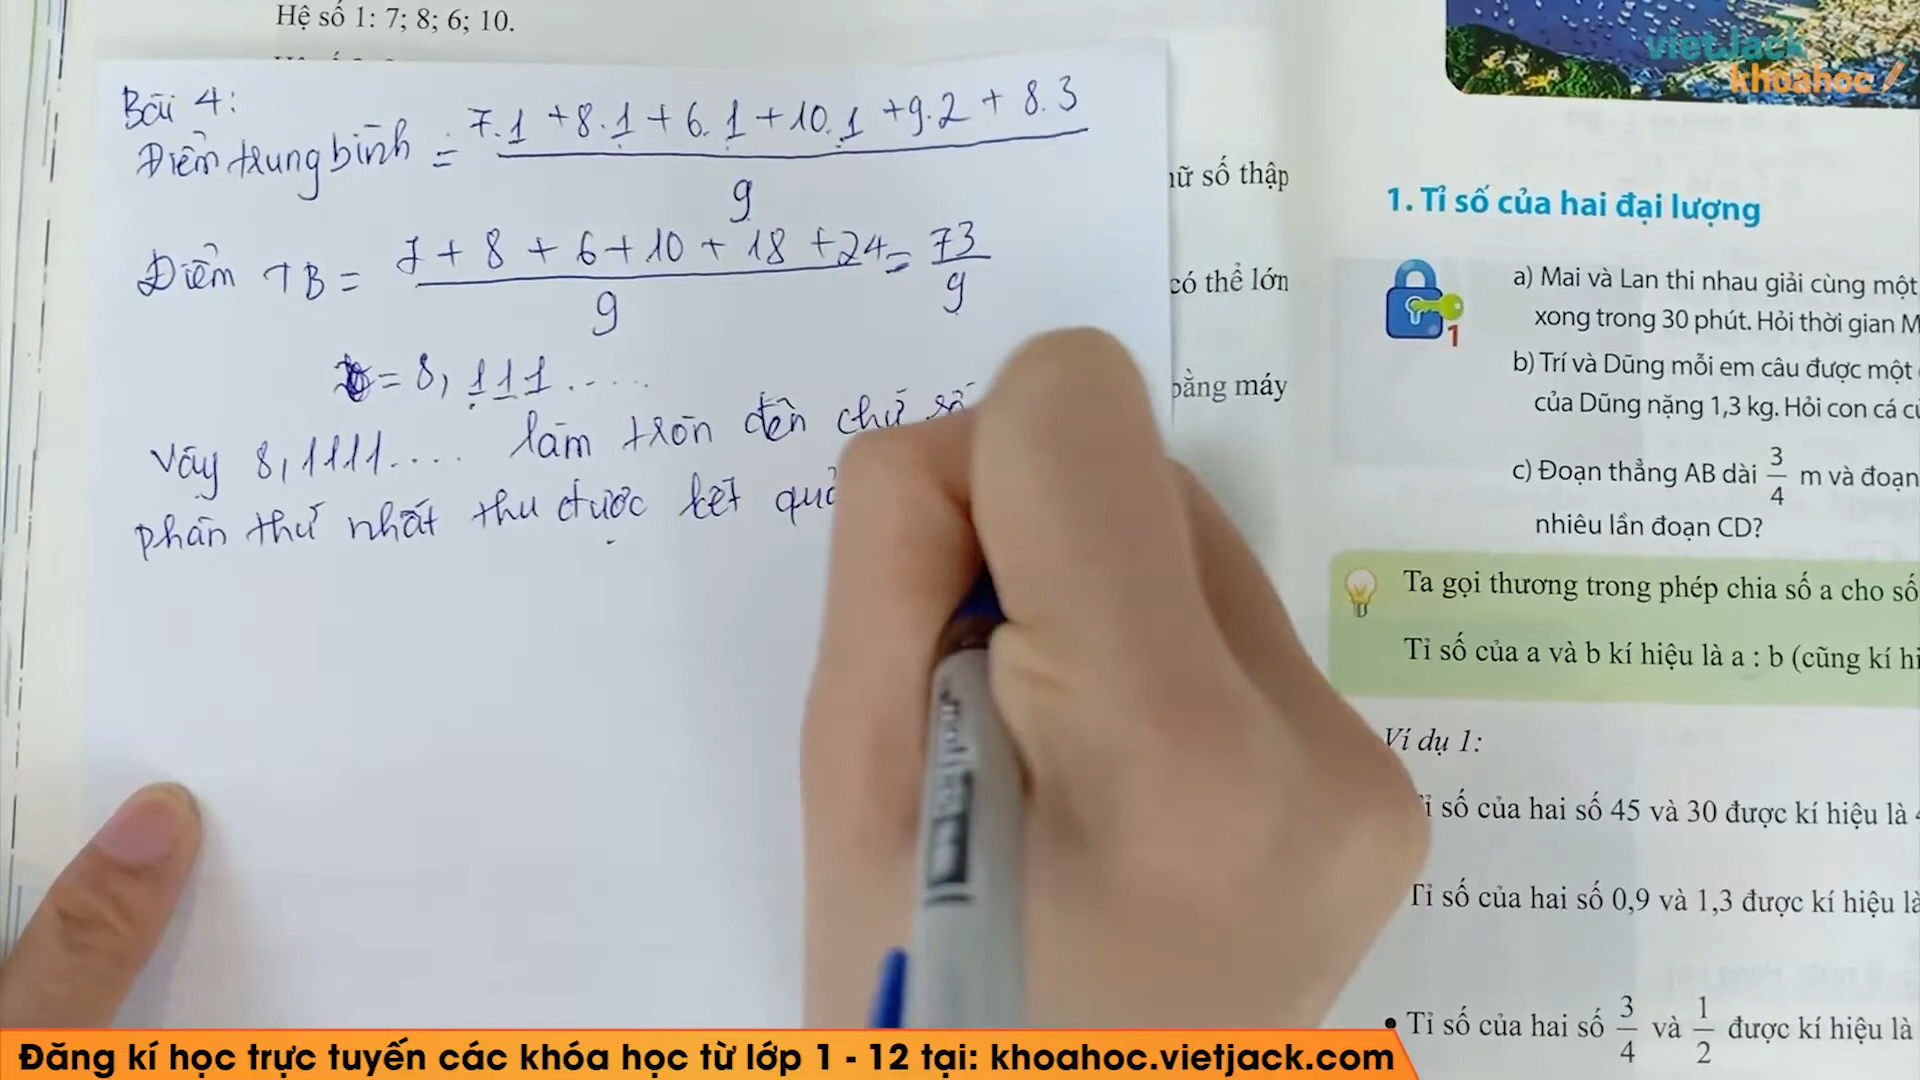 Hệ số 1: 7; 8; 6; 10.
Bài 4:
Điểm trung bình = 7.1 + 8.1 + 6.1 + 10.1 + 9.2 + 8.3
9
Điểm TB = 7 + 8 + 6 + 10 + 18 + 24 = 73
9 9
= 8,111.....
Vậy 8,1111.... làm tròn đến chữ số
phần thứ nhất thu được kết quả
chữ số thập
có thể lớn
bằng máy
vietJack
khoahoc
1. Tỉ số của hai đại lượng
1
a) Mai và Lan thi nhau giải cùng một
xong trong 30 phút. Hỏi thời gian M
b) Trí và Dũng mỗi em câu được một
của Dũng nặng 1,3 kg. Hỏi con cá củ
c) Đoạn thẳng AB dài 3/4 m và đoạn
nhiêu lần đoạn CD?
Ta gọi thương trong phép chia số a cho số
Tỉ số của a và b kí hiệu là a : b (cũng kí hi
Ví dụ 1:
Tỉ số của hai số 45 và 30 được kí hiệu là 4
Tỉ số của hai số 0,9 và 1,3 được kí hiệu là
• Tỉ số của hai số 3/4 và 1/2 được kí hiệu là
Đăng kí học trực tuyến các khóa học từ lớp 1 - 12 tại: khoahoc.vietjack.com